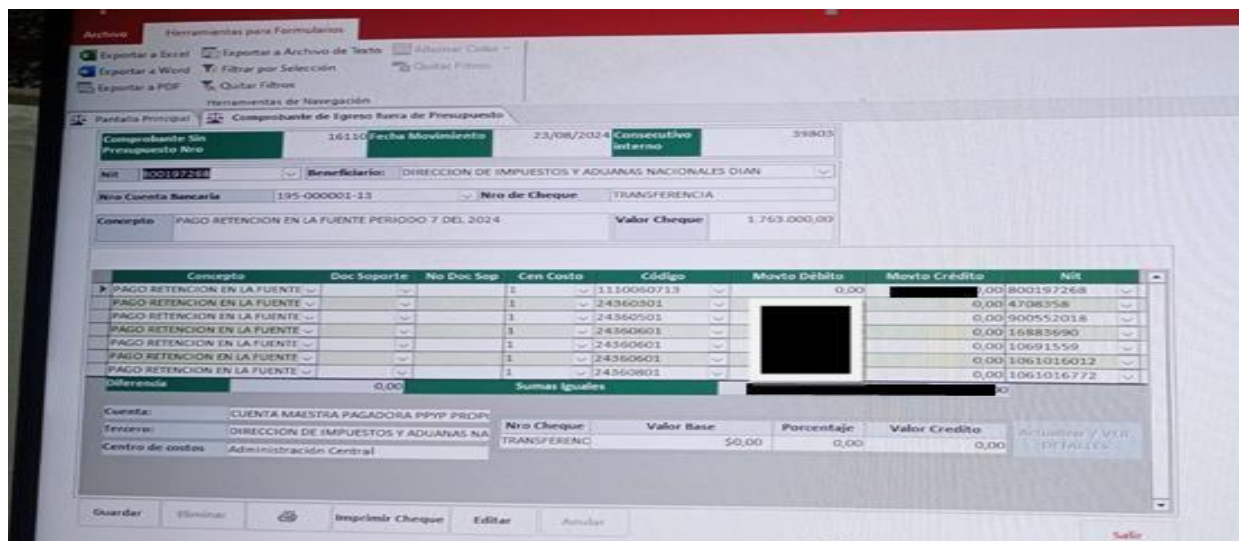 Archivo Herramientas para Formularios
Exportar a Excel Exportar a Archivo de Texto
Exportar a Word Filtrar por Selección Quitar Filtros
Exportar a PDF Quitar Filtros
Herramientas de Navegación
Pantalla Principal Comprobante de Egreso fuera de Presupuesto
Comprobante Sin Presupuesto Nro 16110 Fecha Movimiento 23/08/2024 Consecutivo interno 39803
Nit 800197268 Beneficiario: DIRECCION DE IMPUESTOS Y ADUANAS NACIONALES DIAN
Nro Cuenta Bancaria 195-000001-13 Nro de Cheque TRANSFERENCIA
Concepto PAGO RETENCION EN LA FUENTE PERIODO 7 DEL 2024 Valor Cheque 1.763.000,00
Concepto Doc Soporte No Doc Sop Cen Costo Código Movto Débito Movto Crédito Nit
PAGO RETENCION EN LA FUENTE 1 1110060713 0,00 0,00 800197268
PAGO RETENCION EN LA FUENTE 1 24360301 0,00 4708358
PAGO RETENCION EN LA FUENTE 1 24360501 0,00 900552018
PAGO RETENCION EN LA FUENTE 1 24360601 0,00 16883690
PAGO RETENCION EN LA FUENTE 1 24360601 0,00 10691559
PAGO RETENCION EN LA FUENTE 1 24360601 0,00 1061016012
PAGO RETENCION EN LA FUENTE 1 24360801 0,00 1061016772
Diferencia 0,00 Sumas Iguales
Cuenta: CUENTA MAESTRA PAGADORA PPYP PROPO
Tercero: DIRECCION DE IMPUESTOS Y ADUANAS NA
Centro de costos Administración Central
Nro Cheque Valor Base Porcentaje Valor Credito Actualizar y VER DETALLES
TRANSFERENC $0,00 0,00 0,00
Guardar Eliminar Imprimir Cheque Editar Anular
Salir